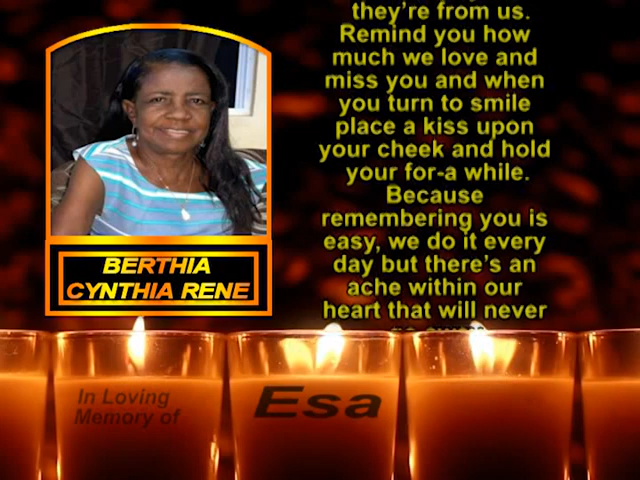 they're from us.
Remind you how
much we love and
miss you and when
you turn to smile
place a kiss upon
your cheek and hold
your for-a while.
Because
remembering you is
easy, we do it every
day but there's an
ache within our
heart that will never
BERTHIA
CYNTHIA RENE
In Loving
Memory of
Esa